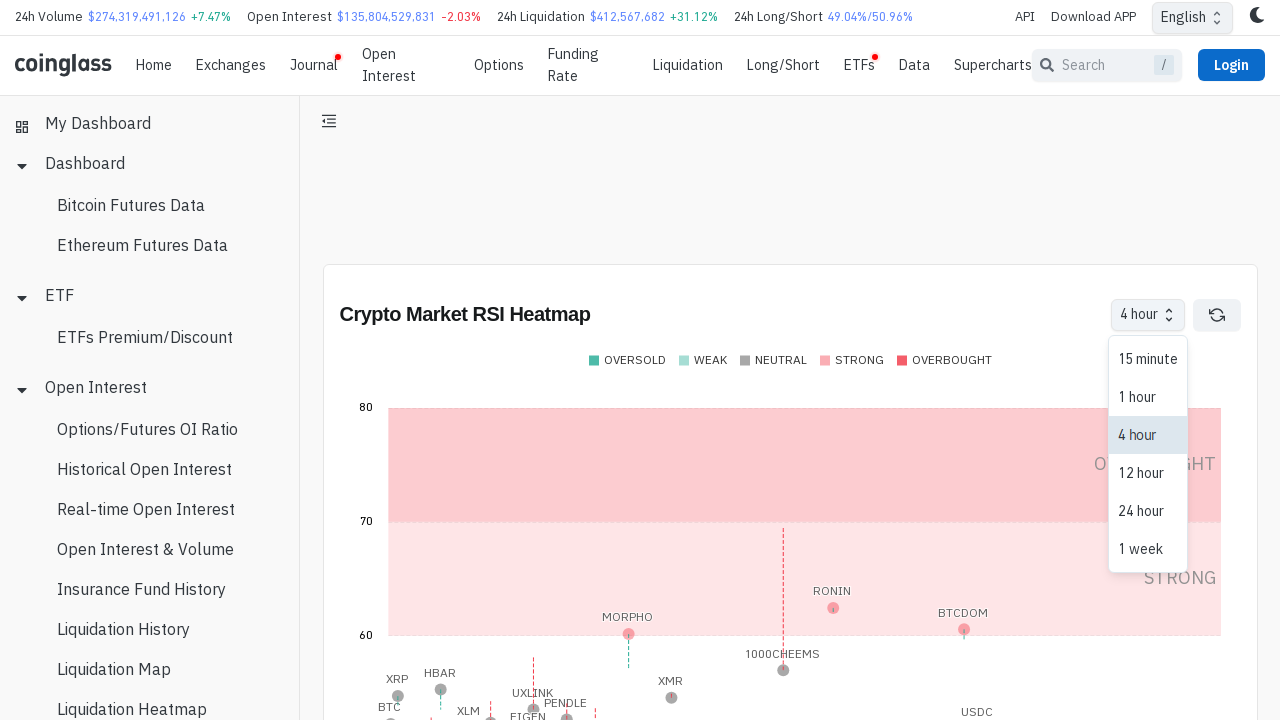 24h Volume $274,319,491,126 +7.47% Open Interest $135,804,529,831 -2.03% 24h Liquidation $412,567,682 +31.12% 24h Long/Short 49.04%/50.96% API Download APP English
coinglass Home Exchanges Journal Open Interest Options Funding Rate Liquidation Long/Short ETFs Data Supercharts Search / Login
My Dashboard
Dashboard
Bitcoin Futures Data
Ethereum Futures Data
ETF
ETFs Premium/Discount
Open Interest
Options/Futures OI Ratio
Historical Open Interest
Real-time Open Interest
Open Interest & Volume
Insurance Fund History
Liquidation History
Liquidation Map
Liquidation Heatmap
Crypto Market RSI Heatmap
4 hour
OVERSOLD WEAK NEUTRAL STRONG OVERBOUGHT
15 minute
1 hour
4 hour
12 hour
24 hour
1 week
80
70
STRONG
60
RONIN
BTCDOM
MORPHO
1000CHEEMS
XRP
HBAR
XMR
UXLINK
PENDLE
BTC
XLM
EIGEN
USDC